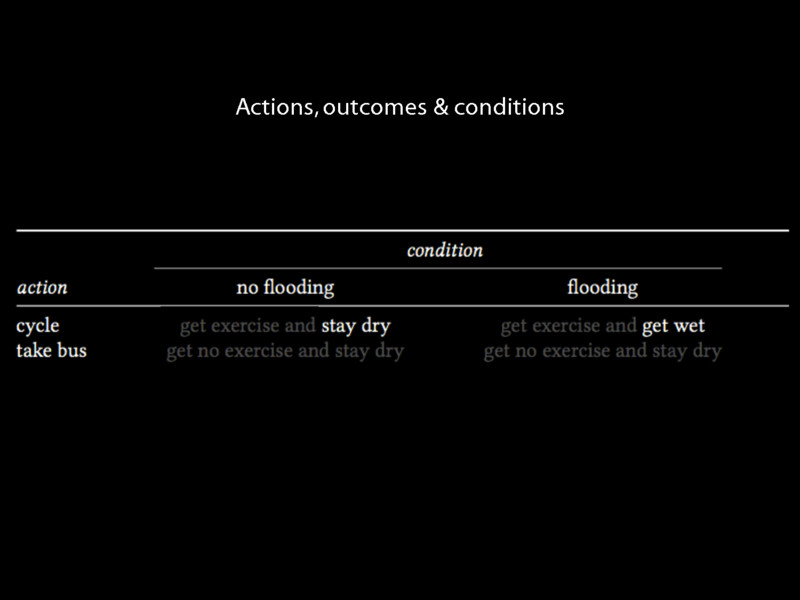 Actions, outcomes & conditions
condition
action no flooding flooding
cycle get exercise and stay dry get exercise and get wet
take bus get no exercise and stay dry get no exercise and stay dry